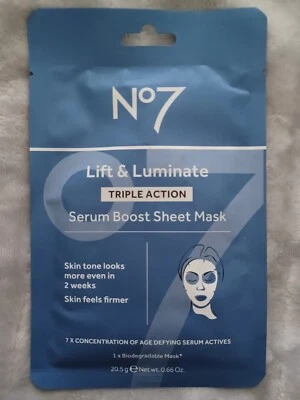 No7
Lift & Luminate
TRIPLE ACTION
Serum Boost Sheet Mask
Skin tone looks
more even in
2 weeks
Skin feels firmer
7 X CONCENTRATION OF AGE DEFYING SERUM ACTIVES
1 x Biodegradable Mask*
20.5 g ℮ Net wt. 0.66 Oz.